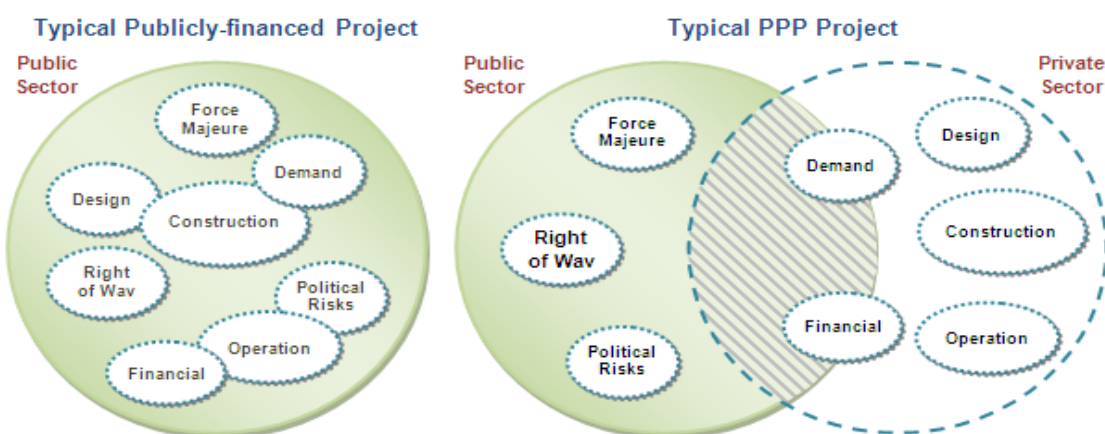 Typical Publicly-financed Project
Public
Sector
Force
Majeure
Demand
Design
Construction
Right
of Wav
Political
Risks
Operation
Financial
Typical PPP Project
Public
Sector
Private
Sector
Force
Majeure
Design
Demand
Right
of Wav
Construction
Financial
Operation
Political
Risks